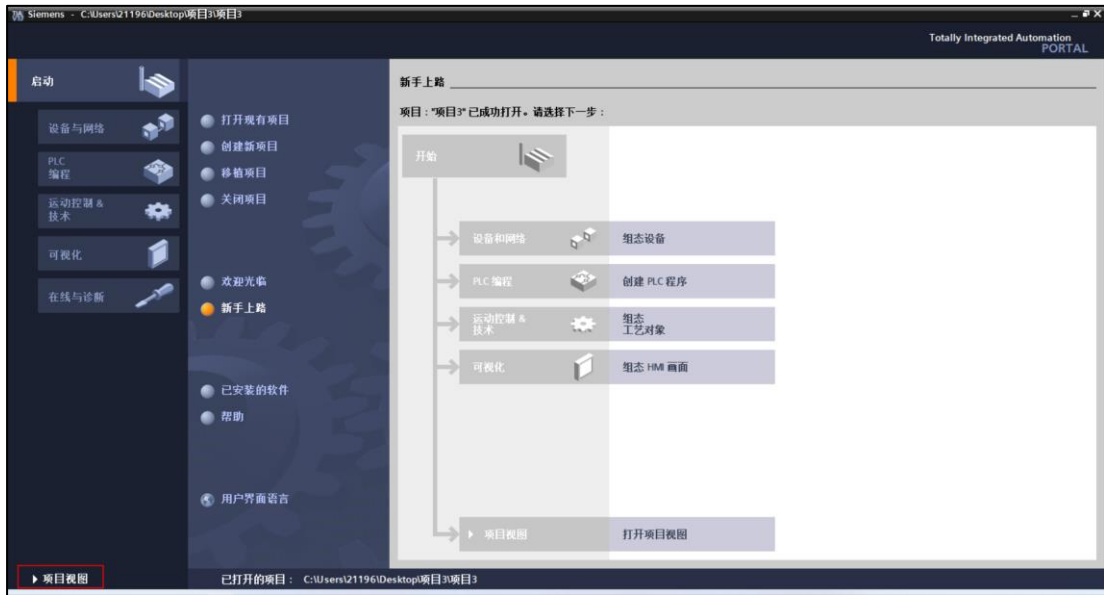 Siemens - C:\Users\21196\Desktop\项目3\项目3
Totally Integrated Automation
PORTAL
启动
设备与网络
PLC
编程
运动控制 &
技术
可视化
在线与诊断
打开现有项目
创建新项目
移植项目
关闭项目
欢迎光临
新手上路
已安装的软件
帮助
用户界面语言
新手上路
项目:"项目3"已成功打开。请选择下一步:
开始
设备和网络
组态设备
PLC 编程
创建 PLC 程序
运动控制 &
技术
组态
工艺对象
可视化
组态 HMI 画面
项目视图
打开项目视图
项目视图
已打开的项目: C:\Users\21196\Desktop\项目3\项目3